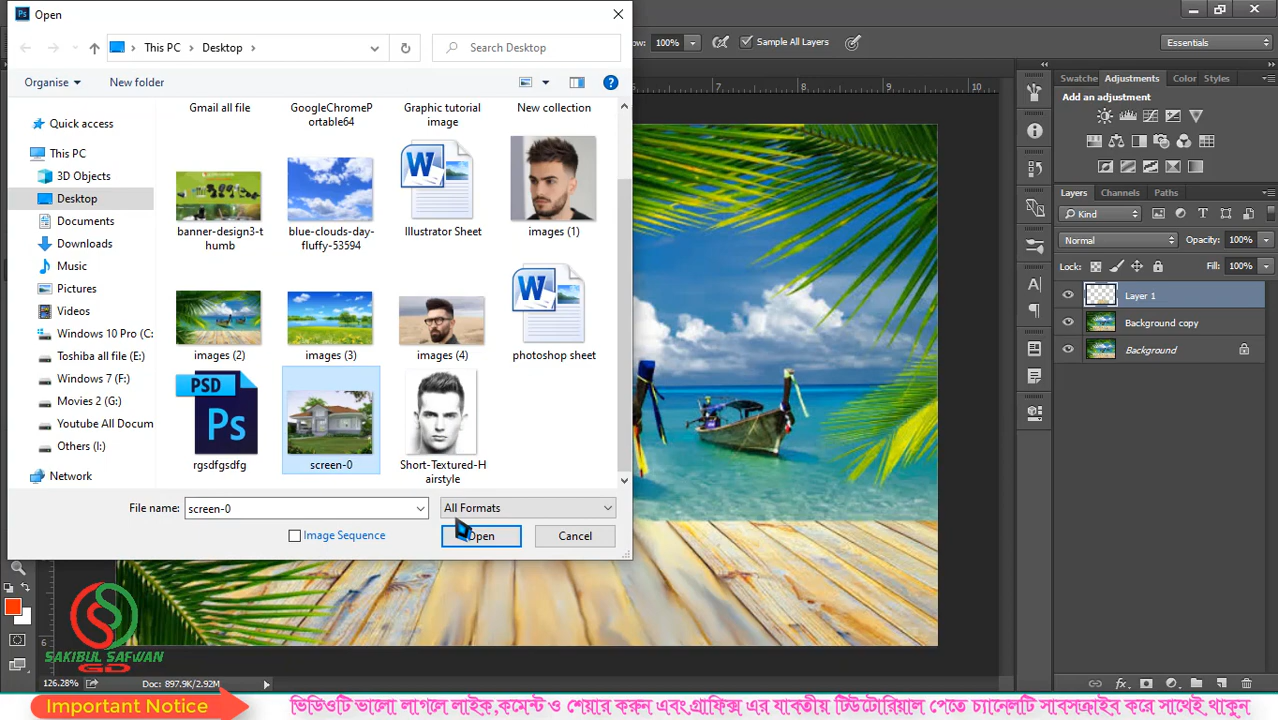 Open
This PC
Desktop
Search Desktop
Organise
New folder
Quick access
This PC
3D Objects
Desktop
Documents
Downloads
Music
Pictures
Videos
Windows 10 Pro (C:
Toshiba all file (E:)
Windows 7 (F:)
Movies 2 (G:)
Youtube All Docum
Others (I:)
Network
Gmail all file
GoogleChromeP
ortable64
Graphic tutorial
image
New collection
banner-design3-t
humb
blue-clouds-day-
fluffy-53594
Illustrator Sheet
images (1)
images (2)
images (3)
images (4)
photoshop sheet
PSD
Ps
rgsdfgsdfg
screen-0
Short-Textured-H
airstyle
File name:
screen-0
All Formats
Image Sequence
Open
Cancel
100%
Sample All Layers
Essentials
7
8
9
10
Swatche
Adjustments
Color
Styles
Add an adjustment
Layers
Channels
Paths
Kind
Normal
Opacity: 100%
Lock:
Fill: 100%
Layer 1
Background copy
Background
SAKIBUL SAFWAN
GD
6
126.28%
Doc: 897.9K/2.92M
Important Notice
ভিডিওটি ভালো লাগলে লাইক,কমেন্ট ও শেয়ার করুন এবং গ্রাফিক্স এর যাবতীয় টিউটোরিয়াল পেতে চ্যানেলটি সাবসক্রাইব করে সাথেই থাকুন